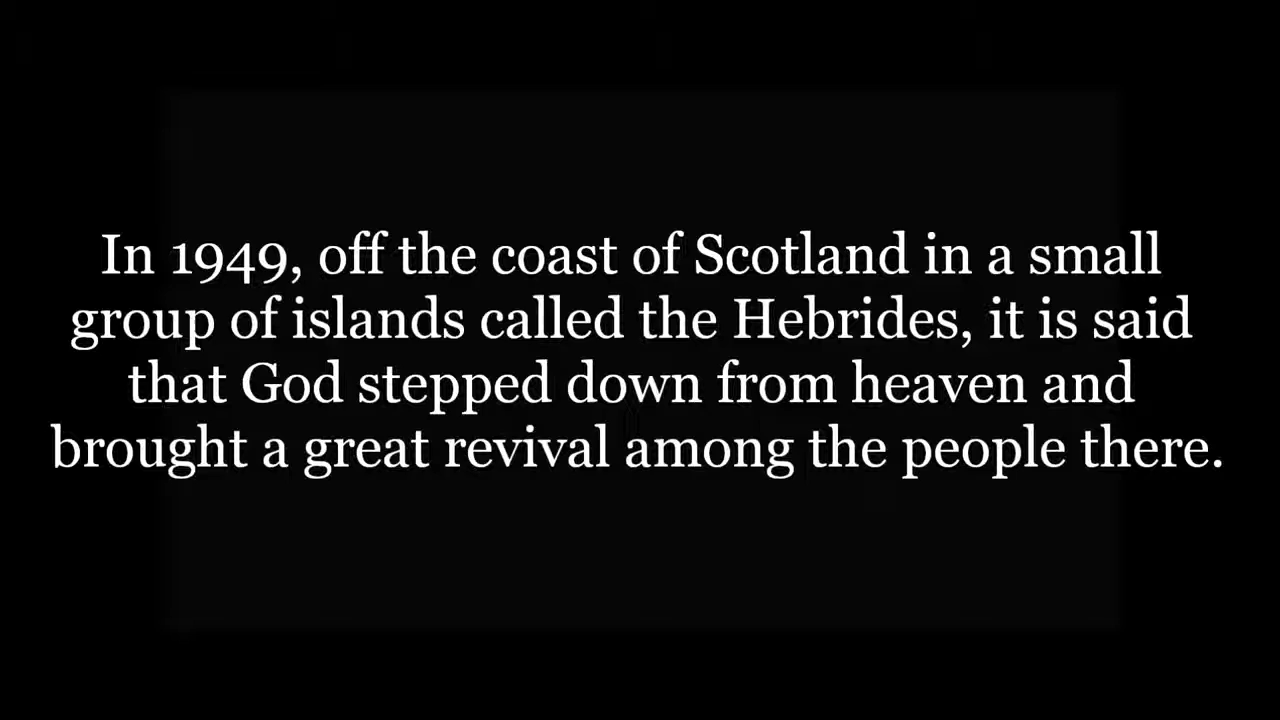 In 1949, off the coast of Scotland in a small
group of islands called the Hebrides, it is said
that God stepped down from heaven and
brought a great revival among the people there.